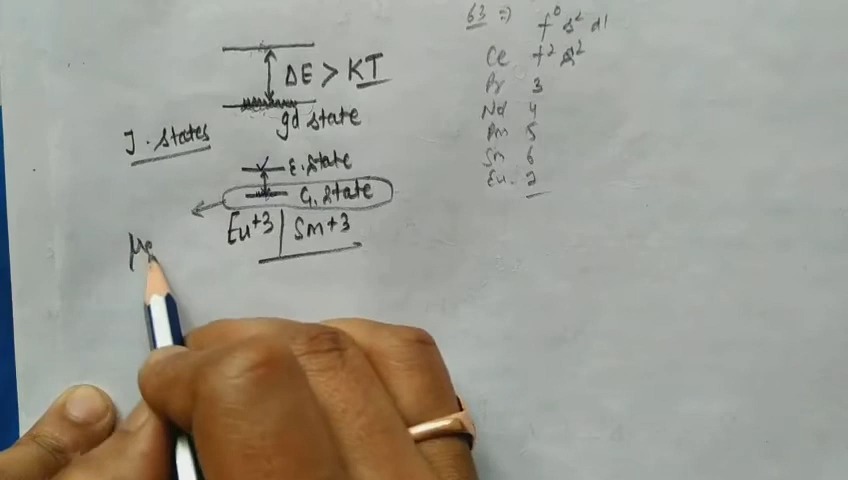 ΔE > KT
gd state
J. states
E. state
G. state
Eu+3 | Sm+3
μ
63 ⇒ f⁰ s² d1
Ce f² s²
Pr 3
Nd 4
Pm 5
Sm 6
Eu. 7